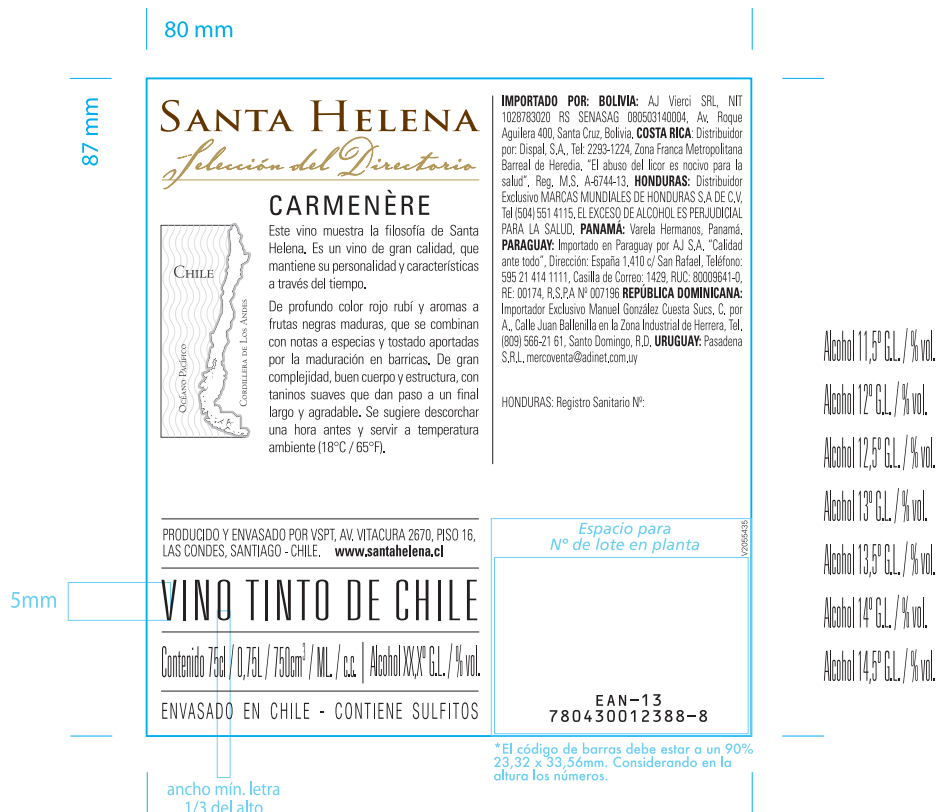 80 mm
87 mm
SANTA HELENA
Selección del Directorio
CARMENÈRE
Este vino muestra la filosofía de Santa
Helena. Es un vino de gran calidad, que
mantiene su personalidad y características
a través del tiempo.
De profundo color rojo rubí y aromas a
frutas negras maduras, que se combinan
con notas a especias y tostado aportadas
por la maduración en barricas. De gran
complejidad, buen cuerpo y estructura, con
taninos suaves que dan paso a un final
largo y agradable. Se sugiere descorchar
una hora antes y servir a temperatura
ambiente (18°C / 65°F).
CHILE
OCÉANO PACÍFICO
CORDILLERA DE LOS ANDES
PRODUCIDO Y ENVASADO POR VSPT, AV. VITACURA 2670, PISO 16,
LAS CONDES, SANTIAGO - CHILE. www.santahelena.cl
5mm
VINO TINTO DE CHILE
Contenido 75cl / 0,75L / 750cm³ / ML. / c.c. | Alcohol XX,Xº G.L. / % vol.
ENVASADO EN CHILE - CONTIENE SULFITOS
ancho mín. letra
1/3 del alto
IMPORTADO POR: BOLIVIA: AJ Vierci SRL, NIT
1028783020 RS SENASAG 080503140004, Av. Roque
Aguilera 400, Santa Cruz, Bolivia. COSTA RICA: Distribuidor
por: Dispal, S.A., Tel: 2293-1224, Zona Franca Metropolitana
Barreal de Heredia. "El abuso del licor es nocivo para la
salud". Reg. M.S. A-6744-13. HONDURAS: Distribuidor
Exclusivo MARCAS MUNDIALES DE HONDURAS S.A DE C.V.
Tel (504) 551 4115. EL EXCESO DE ALCOHOL ES PERJUDICIAL
PARA LA SALUD. PANAMÁ: Varela Hermanos, Panamá.
PARAGUAY: Importado en Paraguay por AJ S.A. "Calidad
ante todo", Dirección: España 1.410 c/ San Rafael, Teléfono:
595 21 414 1111, Casilla de Correo: 1429, RUC: 80009641-0,
RE: 00174, R.S.P.A Nº 007196 REPÚBLICA DOMINICANA:
Importador Exclusivo Manuel González Cuesta Sucs. C. por
A., Calle Juan Ballenilla en la Zona Industrial de Herrera, Tel.
(809) 566-21 61, Santo Domingo, R.D. URUGUAY: Pasadena
S.R.L. mercoventa@adinet.com.uy
HONDURAS: Registro Sanitario Nº:
Espacio para
Nº de lote en planta
V2055435
EAN-13
780430012388-8
*El código de barras debe estar a un 90%
23,32 x 33,56mm. Considerando en la
altura los números.
Alcohol 11,5º G.L. / % vol.
Alcohol 12º G.L. / % vol.
Alcohol 12,5º G.L. / % vol.
Alcohol 13º G.L. / % vol.
Alcohol 13,5º G.L. / % vol.
Alcohol 14º G.L. / % vol.
Alcohol 14,5º G.L. / % vol.